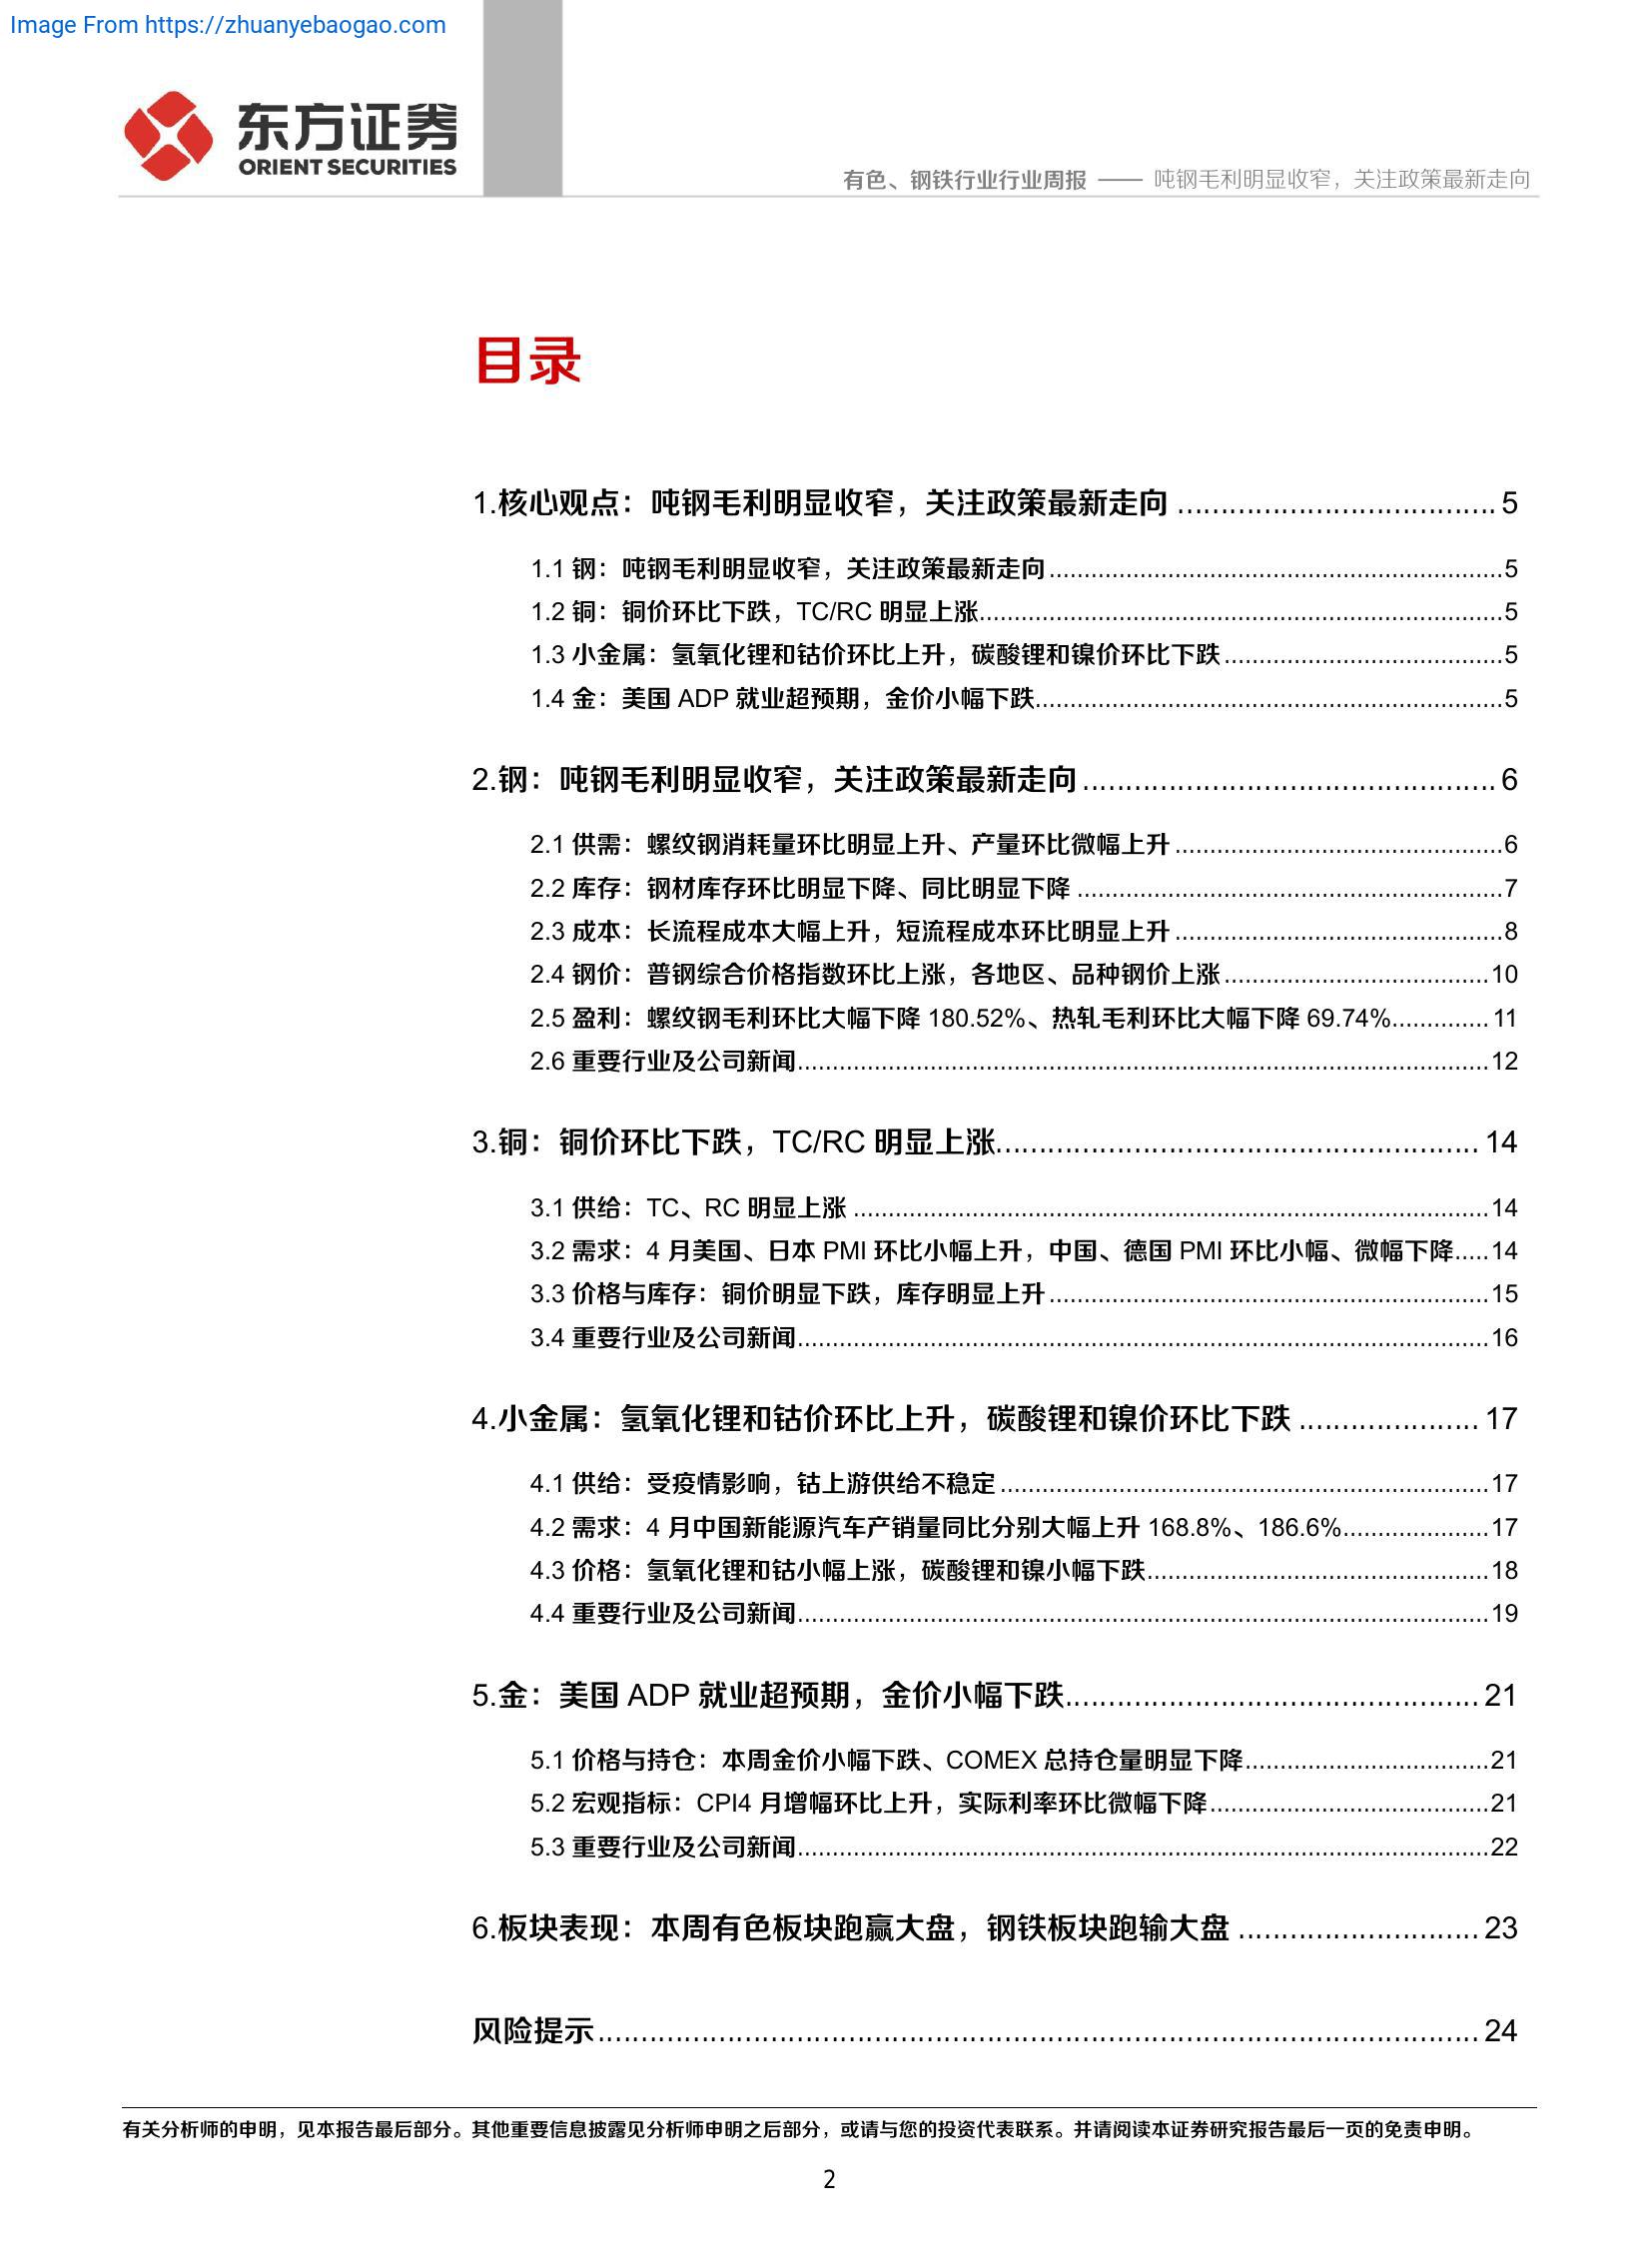 Image From https://zhuanyebaogao.com
东方证券
ORIENT SECURITIES
有色、钢铁行业行业周报 —— 吨钢毛利明显收窄，关注政策最新走向
目录
1.核心观点：吨钢毛利明显收窄，关注政策最新走向 ..................................... 5
1.1 钢：吨钢毛利明显收窄，关注政策最新走向.................................................................5
1.2 铜：铜价环比下跌，TC/RC 明显上涨...........................................................................5
1.3 小金属：氢氧化锂和钴价环比上升，碳酸锂和镍价环比下跌........................................5
1.4 金：美国 ADP 就业超预期，金价小幅下跌...................................................................5
2.钢：吨钢毛利明显收窄，关注政策最新走向 ................................................ 6
2.1 供需：螺纹钢消耗量环比明显上升、产量环比微幅上升 ...............................................6
2.2 库存：钢材库存环比明显下降、同比明显下降 .............................................................7
2.3 成本：长流程成本大幅上升，短流程成本环比明显上升 ...............................................8
2.4 钢价：普钢综合价格指数环比上涨，各地区、品种钢价上涨......................................10
2.5 盈利：螺纹钢毛利环比大幅下降 180.52%、热轧毛利环比大幅下降 69.74%..............11
2.6 重要行业及公司新闻...................................................................................................12
3.铜：铜价环比下跌，TC/RC 明显上涨........................................................ 14
3.1 供给：TC、RC 明显上涨 ...........................................................................................14
3.2 需求：4 月美国、日本 PMI 环比小幅上升，中国、德国 PMI 环比小幅、微幅下降.....14
3.3 价格与库存：铜价明显下跌，库存明显上升...............................................................15
3.4 重要行业及公司新闻...................................................................................................16
4.小金属：氢氧化锂和钴价环比上升，碳酸锂和镍价环比下跌 ..................... 17
4.1 供给：受疫情影响，钴上游供给不稳定 ......................................................................17
4.2 需求：4 月中国新能源汽车产销量同比分别大幅上升 168.8%、186.6%.....................17
4.3 价格：氢氧化锂和钴小幅上涨，碳酸锂和镍小幅下跌.................................................18
4.4 重要行业及公司新闻...................................................................................................19
5.金：美国 ADP 就业超预期，金价小幅下跌................................................ 21
5.1 价格与持仓：本周金价小幅下跌、COMEX 总持仓量明显下降...................................21
5.2 宏观指标：CPI4 月增幅环比上升，实际利率环比微幅下降........................................21
5.3 重要行业及公司新闻...................................................................................................22
6.板块表现：本周有色板块跑赢大盘，钢铁板块跑输大盘 ............................ 23
风险提示....................................................................................................... 24
有关分析师的申明，见本报告最后部分。其他重要信息披露见分析师申明之后部分，或请与您的投资代表联系。并请阅读本证券研究报告最后一页的免责申明。
2